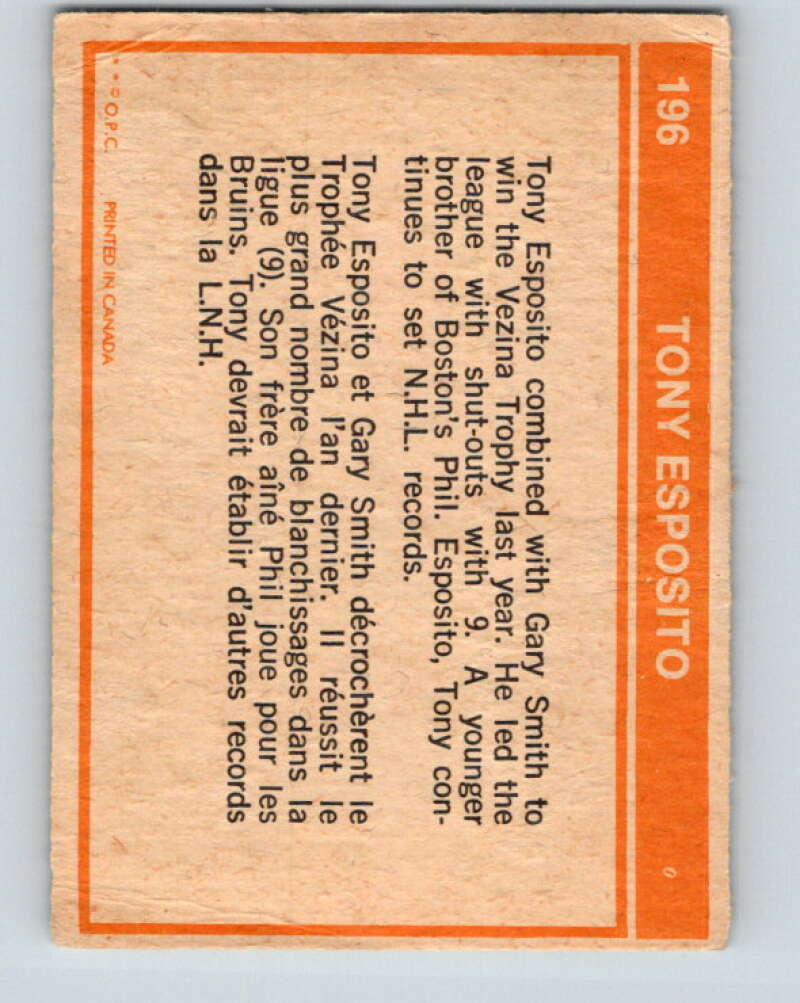 196 TONY ESPOSITO
Tony Esposito combined with Gary Smith to
win the Vezina Trophy last year. He led the
league with shut-outs with 9. A younger
brother of Boston's Phil. Esposito, Tony con-
tinues to set N.H.L. records.
Tony Esposito et Gary Smith décrochèrent le
Trophée Vézina l'an dernier. Il réussit le
plus grand nombre de blanchissages dans la
ligue (9). Son frère aîné Phil joue pour les
Bruins. Tony devrait établir d'autres records
dans la L.N.H.
* * © O.P.C. PRINTED IN CANADA